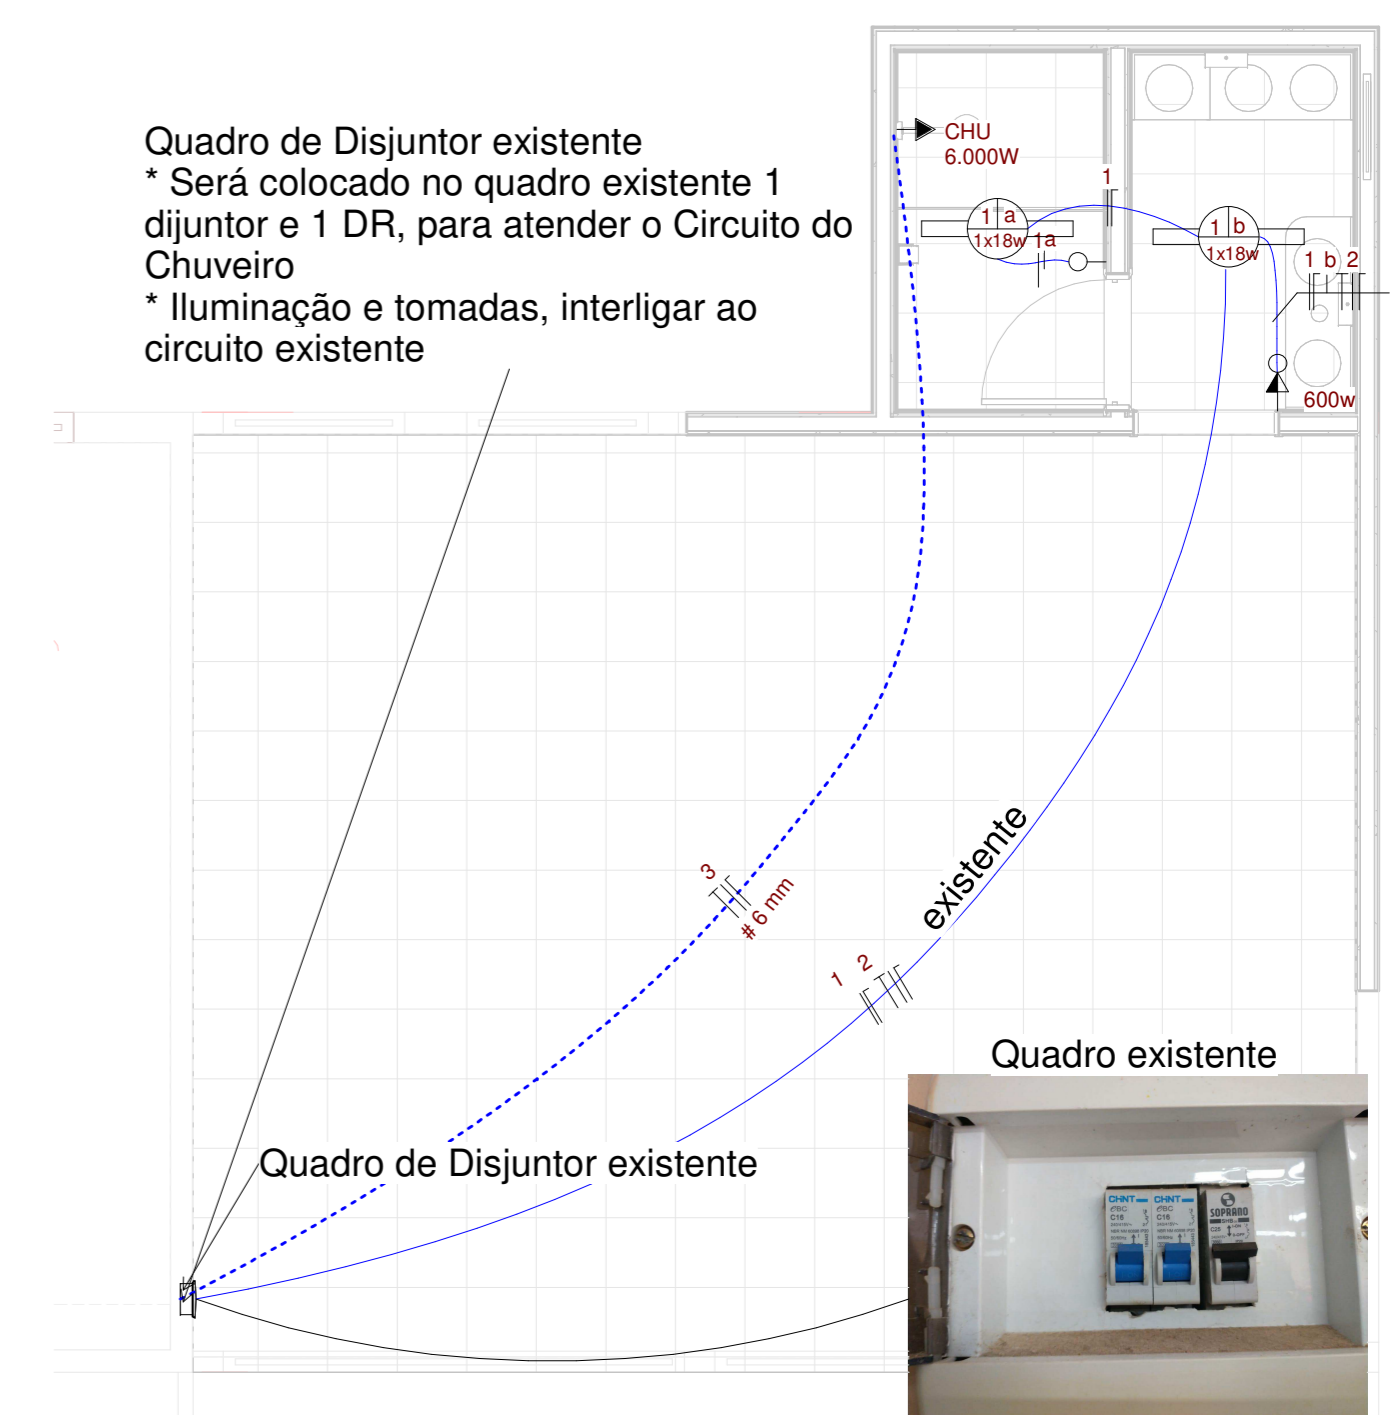 Quadro de Disjuntor existente
* Será colocado no quadro existente 1
dijuntor e 1 DR, para atender o Circuito do
Chuveiro
* Iluminação e tomadas, interligar ao
circuito existente
CHU
6.000W
1
1 a
1x18w
1a
1 b
1x18w
1 b 2
600w
3
# 6 mm
existente
1 2
Quadro existente
Quadro de Disjuntor existente
CHNT CHNT
C16 C16
SOPRANO
C25